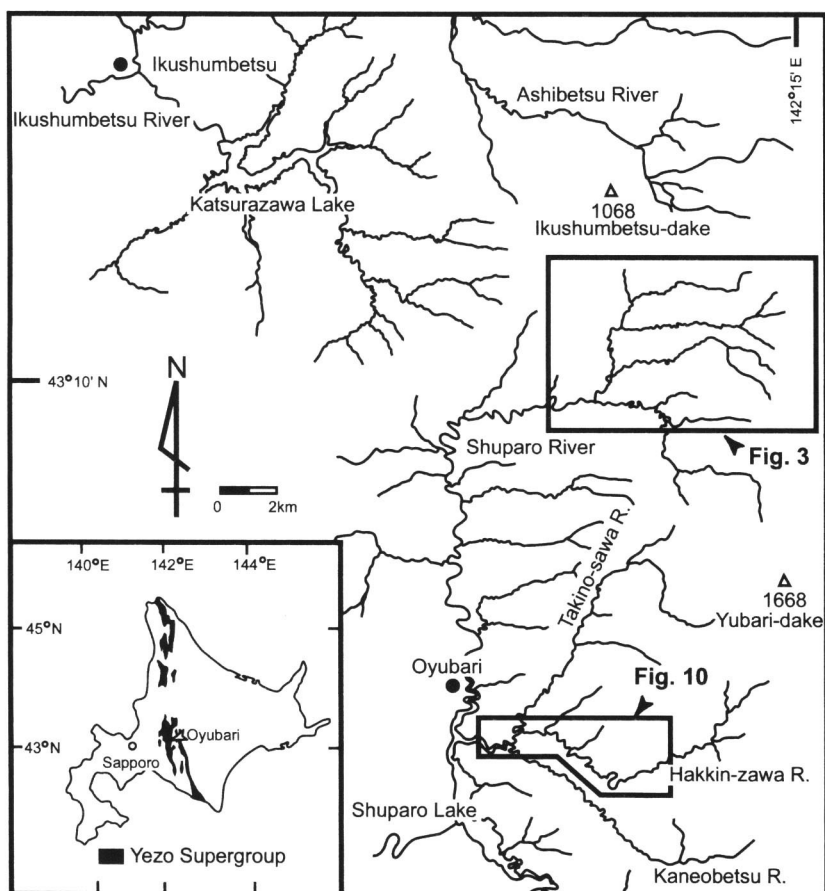 Ikushumbetsu
Ashibetsu River
142°15' E
Ikushumbetsu River
Katsurazawa Lake
1068
Ikushumbetsu-dake
N
43°10' N
Shuparo River
Fig. 3
0 2km
Takino-sawa R.
140°E 142°E 144°E
1668
Yubari-dake
45°N
Oyubari
Fig. 10
Oyubari
43°N
Sapporo
Hakkin-zawa R.
Shuparo Lake
Yezo Supergroup
Kaneobetsu R.